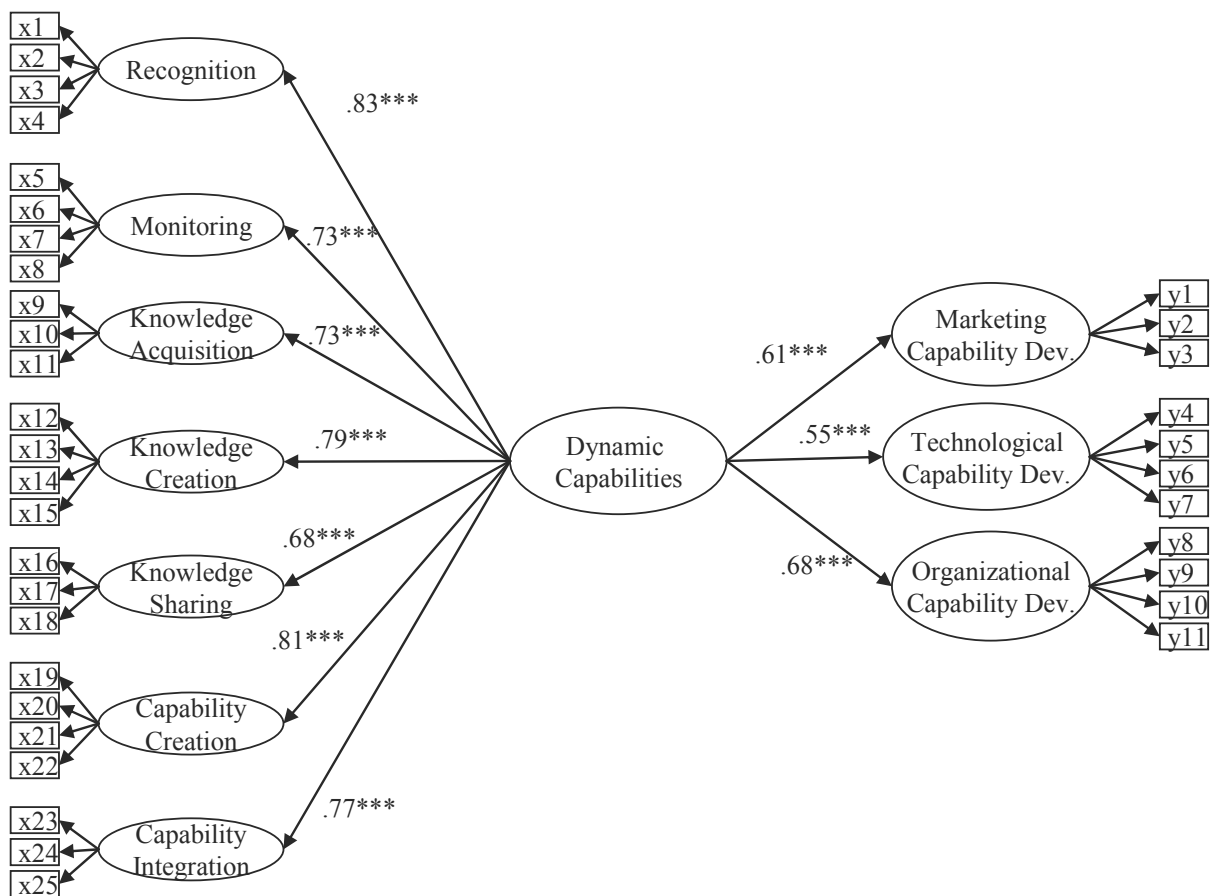 x1
x2
x3
x4
Recognition
.83***
x5
x6
x7
x8
Monitoring
.73***
x9
x10
x11
Knowledge
Acquisition
.73***
x12
x13
x14
x15
Knowledge
Creation
.79***
x16
x17
x18
Knowledge
Sharing
.68***
x19
x20
x21
x22
Capability
Creation
.81***
x23
x24
x25
Capability
Integration
.77***
Dynamic
Capabilities
.61***
Marketing
Capability Dev.
y1
y2
y3
.55***
Technological
Capability Dev.
y4
y5
y6
y7
.68***
Organizational
Capability Dev.
y8
y9
y10
y11